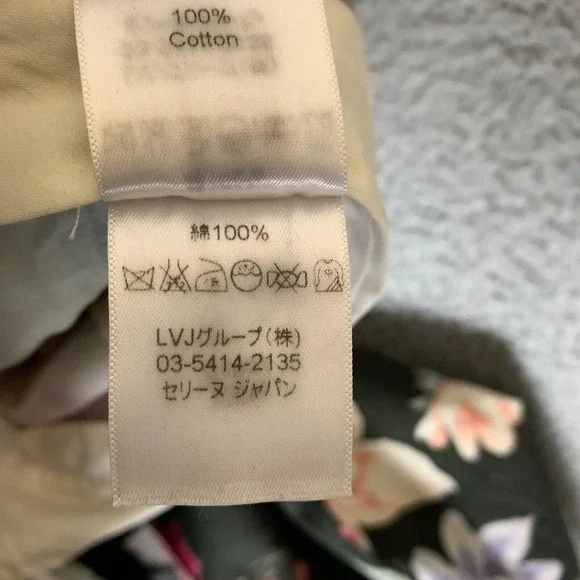 100%
Cotton
綿100%
LVJグループ(株)
03-5414-2135
セリーヌ ジャパン